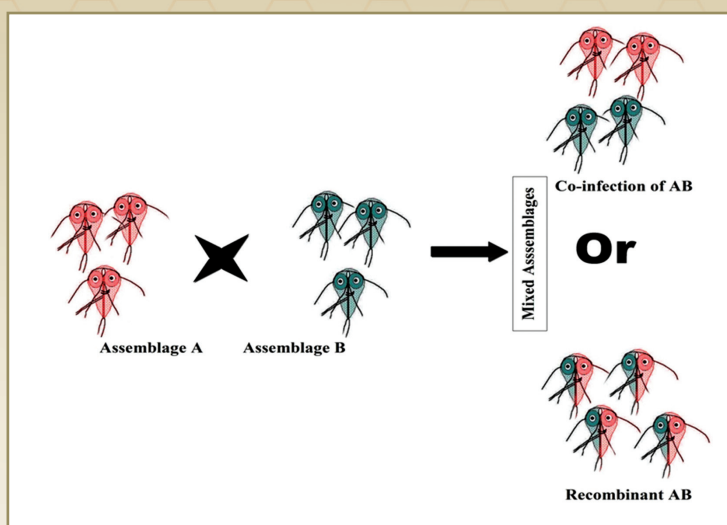 Assemblage A
Assemblage B
Mixed Asssemblages
Co-infection of AB
Or
Recombinant AB